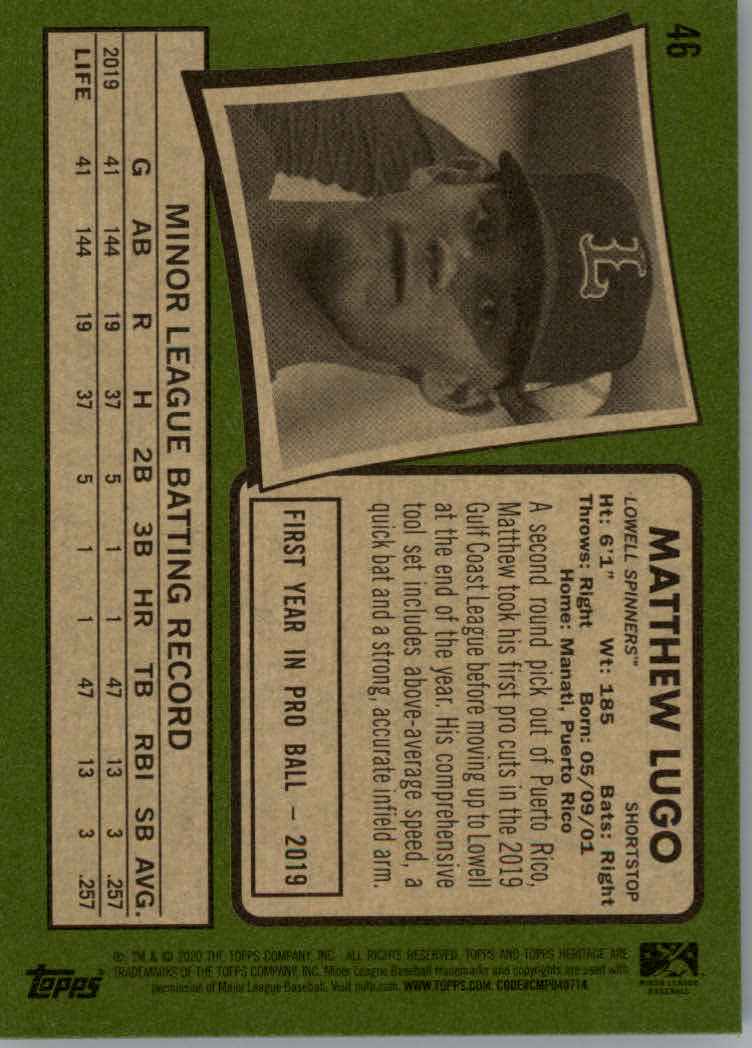 46
MATTHEW LUGO
LOWELL SPINNERS™ SHORTSTOP
Ht: 6'1" Wt: 185 Bats: Right
Throws: Right Born: 05/09/01
Home: Manati, Puerto Rico
A second round pick out of Puerto Rico,
Matthew took his first pro cuts in the 2019
Gulf Coast League before moving up to Lowell
at the end of the year. His comprehensive
tool set includes above-average speed, a
quick bat and a strong, accurate infield arm.
FIRST YEAR IN PRO BALL – 2019
L
MINOR LEAGUE BATTING RECORD
G AB R H 2B 3B HR TB RBI SB AVG.
2019 41 144 19 37 5 1 1 47 13 3 .257
LIFE 41 144 19 37 5 1 1 47 13 3 .257
MINOR LEAGUE
BASEBALL
®, TM, & © 2020 THE TOPPS COMPANY, INC. ALL RIGHTS RESERVED. TOPPS AND TOPPS HERITAGE ARE
TRADEMARKS OF THE TOPPS COMPANY, INC. Minor League Baseball trademarks and copyrights are used with
permission of Major League Baseball. Visit milb.com. WWW.TOPPS.COM. CODE#CMP040714
topps